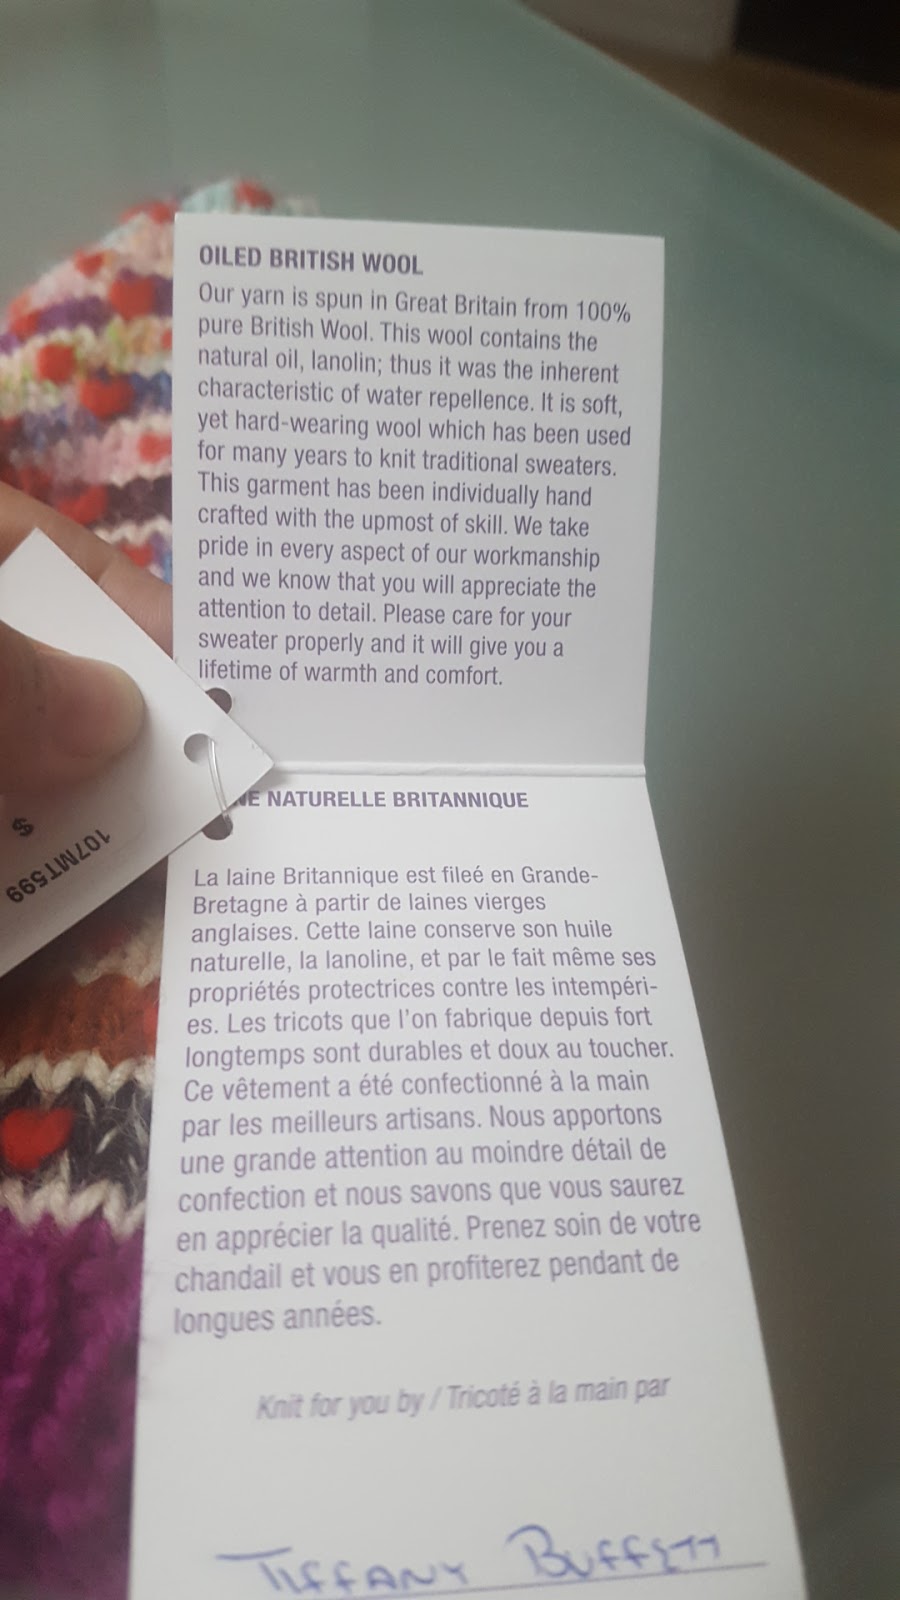 OILED BRITISH WOOL
Our yarn is spun in Great Britain from 100%
pure British Wool. This wool contains the
natural oil, lanolin; thus it was the inherent
characteristic of water repellence. It is soft,
yet hard-wearing wool which has been used
for many years to knit traditional sweaters.
This garment has been individually hand
crafted with the upmost of skill. We take
pride in every aspect of our workmanship
and we know that you will appreciate the
attention to detail. Please care for your
sweater properly and it will give you a
lifetime of warmth and comfort.
107MT599
$
NATURELLE BRITANNIQUE
La laine Britannique est fileé en Grande-
Bretagne à partir de laines vierges
anglaises. Cette laine conserve son huile
naturelle, la lanoline, et par le fait même ses
propriétés protectrices contre les intempéri-
es. Les tricots que l'on fabrique depuis fort
longtemps sont durables et doux au toucher.
Ce vêtement a été confectionné à la main
par les meilleurs artisans. Nous apportons
une grande attention au moindre détail de
confection et nous savons que vous saurez
en apprécier la qualité. Prenez soin de votre
chandail et vous en profiterez pendant de
longues années.
Knit for you by / Tricoté à la main par
TIFFANY BUFFETT